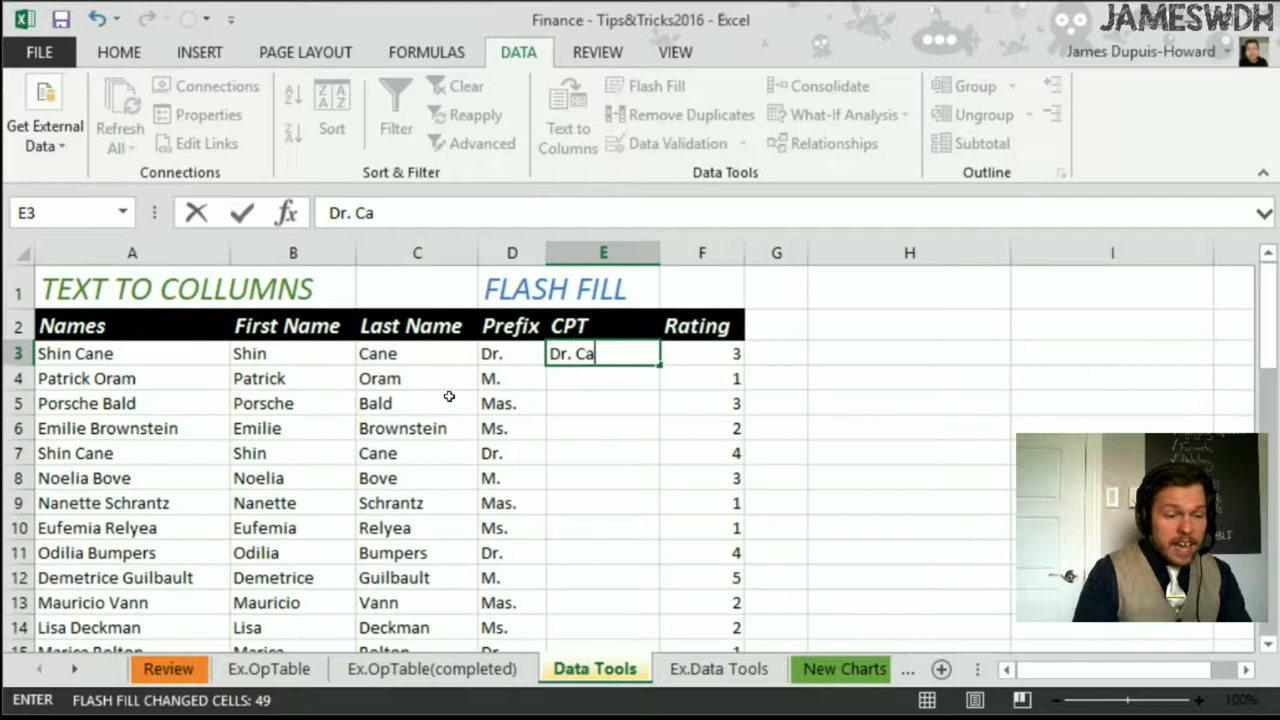 Finance - Tips&Tricks2016 - Excel
JAMESWDH
FILE HOME INSERT PAGE LAYOUT FORMULAS DATA REVIEW VIEW James Dupuis-Howard
Get External Data
Refresh All
Connections
Properties
Edit Links
Connections
Sort
Filter
Clear
Reapply
Advanced
Sort & Filter
Text to Columns
Flash Fill
Remove Duplicates
Data Validation
Consolidate
What-If Analysis
Relationships
Data Tools
Group
Ungroup
Subtotal
Outline
E3 fx Dr. Ca
A B C D E F G H I
1 TEXT TO COLLUMNS FLASH FILL
2 Names First Name Last Name Prefix CPT Rating
3 Shin Cane Shin Cane Dr. Dr. Ca 3
4 Patrick Oram Patrick Oram M. 1
5 Porsche Bald Porsche Bald Mas. 3
6 Emilie Brownstein Emilie Brownstein Ms. 2
7 Shin Cane Shin Cane Dr. 4
8 Noelia Bove Noelia Bove M. 3
9 Nanette Schrantz Nanette Schrantz Mas. 1
10 Eufemia Relyea Eufemia Relyea Ms. 1
11 Odilia Bumpers Odilia Bumpers Dr. 4
12 Demetrice Guilbault Demetrice Guilbault M. 5
13 Mauricio Vann Mauricio Vann Mas. 2
14 Lisa Deckman Lisa Deckman Ms. 2
Review Ex.OpTable Ex.OpTable(completed) Data Tools Ex.Data Tools New Charts ...
ENTER FLASH FILL CHANGED CELLS: 49 100%